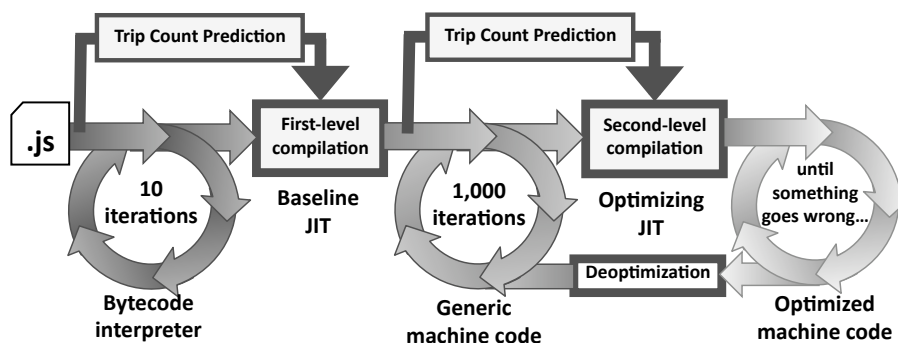 Trip Count Prediction
Trip Count Prediction
.js
10
iterations
First-level
compilation
1,000
iterations
Second-level
compilation
until
something
goes wrong...
Baseline
JIT
Optimizing
JIT
Deoptimization
Bytecode
interpreter
Generic
machine code
Optimized
machine code